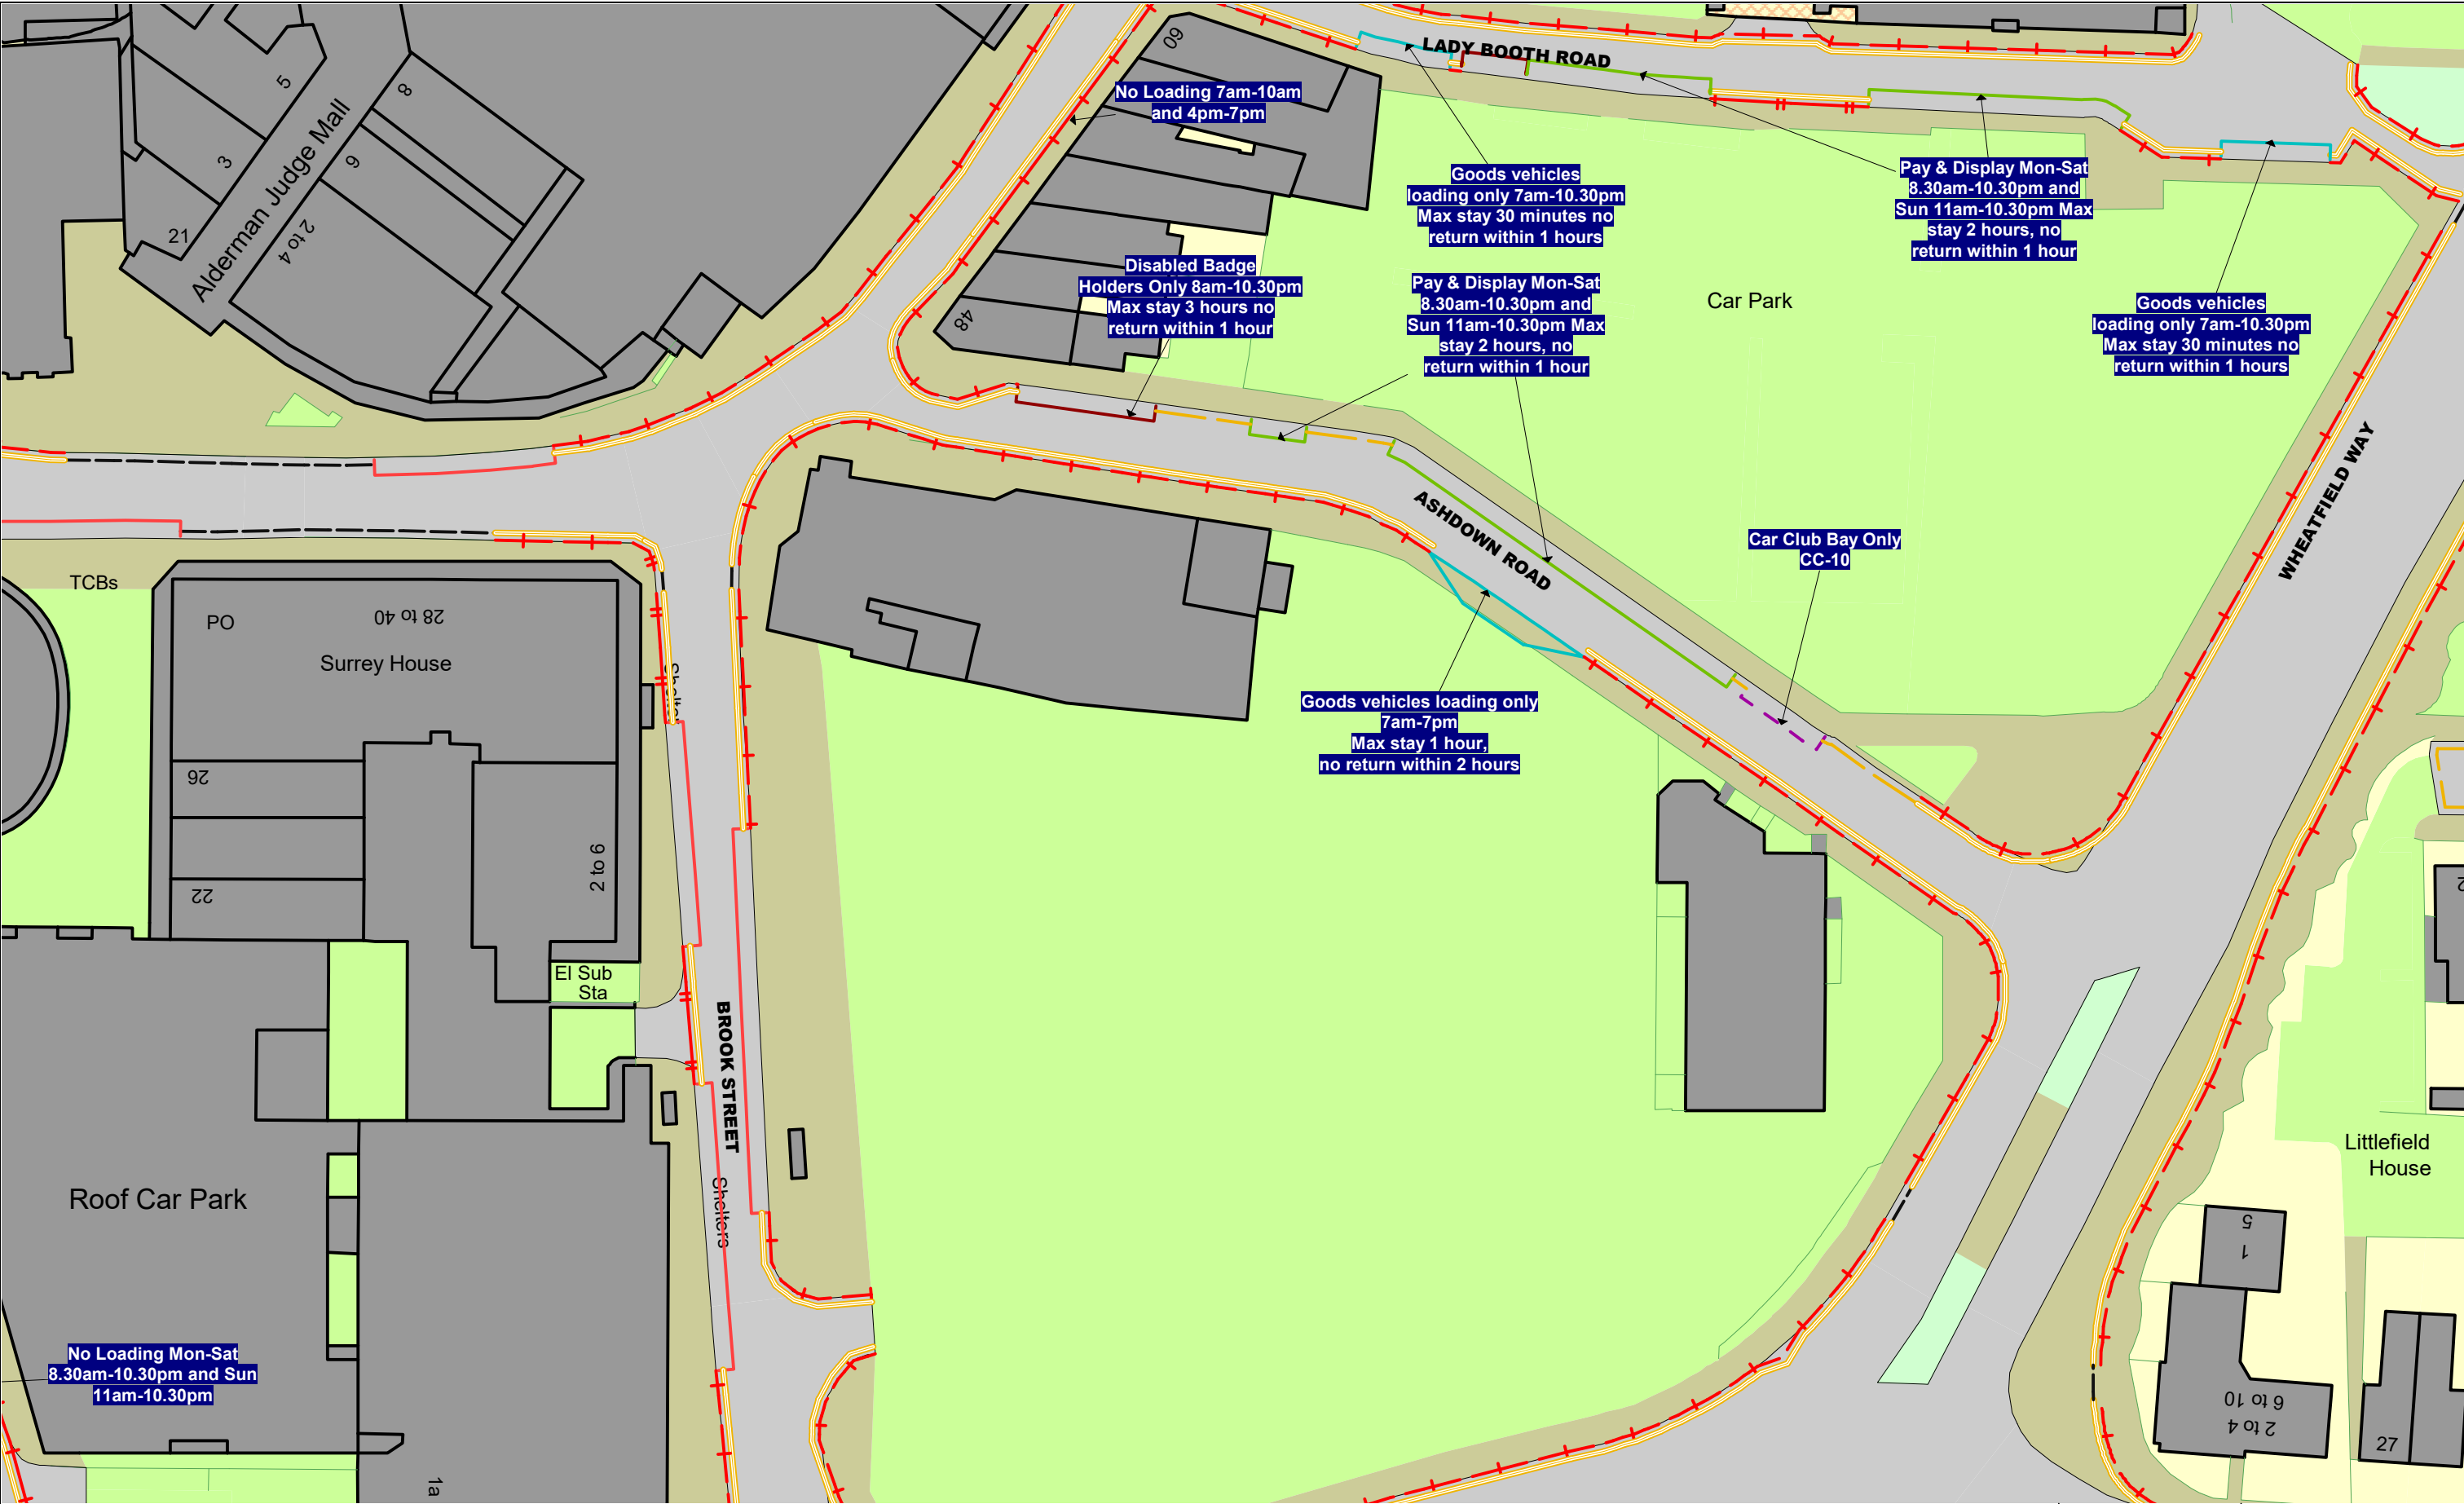 LADY BOOTH ROAD
60
5
8
Alderman Judge Mall
3
9
2 to 4
21
No Loading 7am-10am
and 4pm-7pm
Goods vehicles
loading only 7am-10.30pm
Max stay 30 minutes no
return within 1 hours
Pay & Display Mon-Sat
8.30am-10.30pm and
Sun 11am-10.30pm Max
stay 2 hours, no
return within 1 hour
Disabled Badge
Holders Only 8am-10.30pm
Max stay 3 hours no
return within 1 hour
48
Pay & Display Mon-Sat
8.30am-10.30pm and
Sun 11am-10.30pm Max
stay 2 hours, no
return within 1 hour
Car Park
Goods vehicles
loading only 7am-10.30pm
Max stay 30 minutes no
return within 1 hours
WHEATFIELD WAY
ASHDOWN ROAD
Car Club Bay Only
CC-10
TCBs
PO
28 to 40
Surrey House
Shelter
Goods vehicles loading only
7am-7pm
Max stay 1 hour,
no return within 2 hours
26
22
2 to 6
El Sub
Sta
BROOK STREET
Shelters
Roof Car Park
Littlefield
House
5
1
No Loading Mon-Sat
8.30am-10.30pm and Sun
11am-10.30pm
6 to 10
2 to 4
27
1a